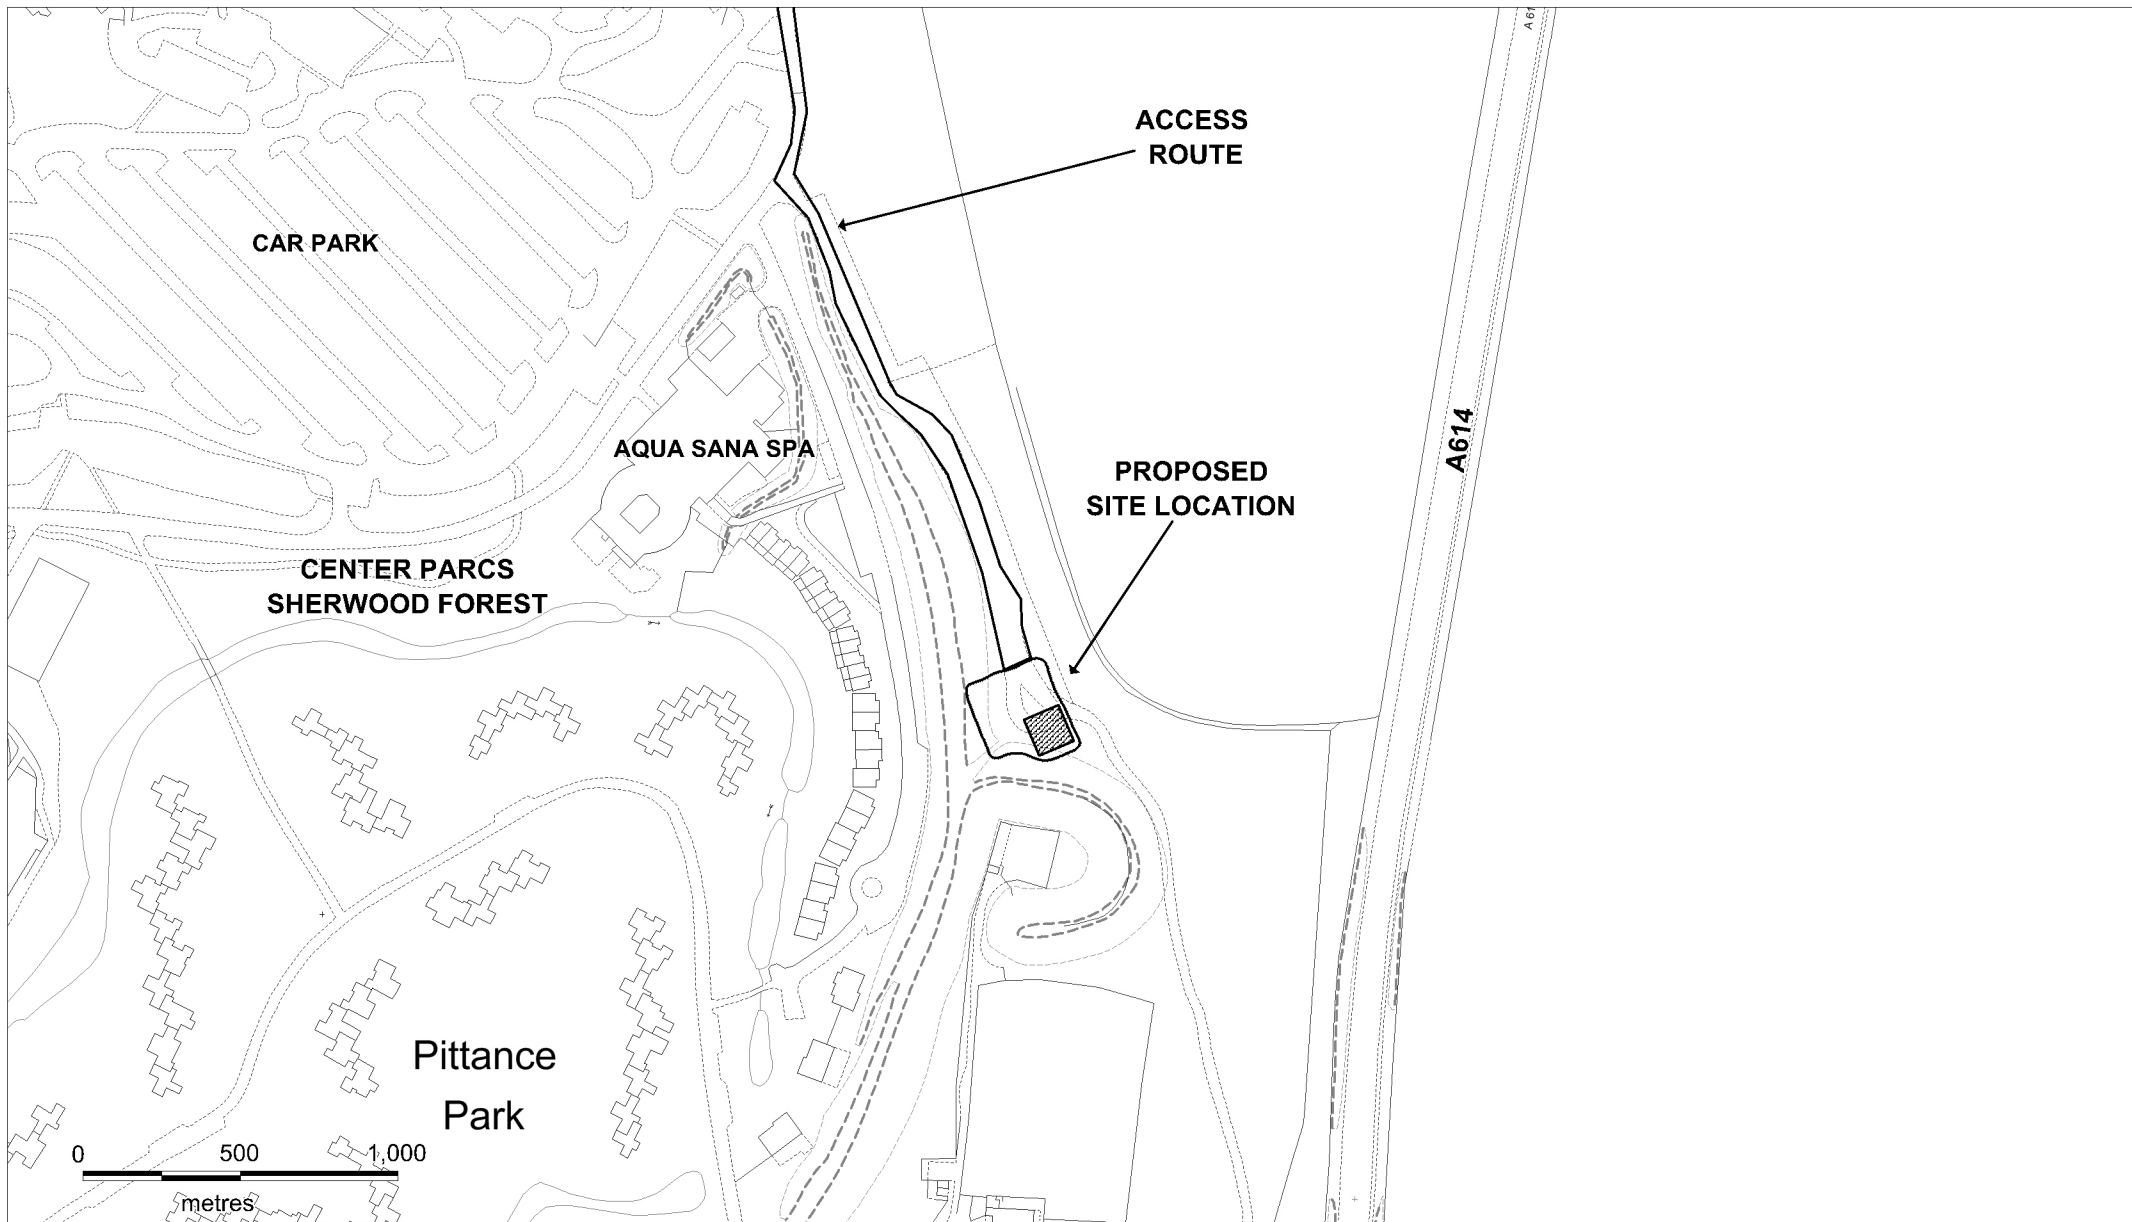 A 61
ACCESS
ROUTE
CAR PARK
A614
AQUA SANA SPA
PROPOSED
SITE LOCATION
CENTER PARCS
SHERWOOD FOREST
Pittance
Park
0 500 1,000
metres